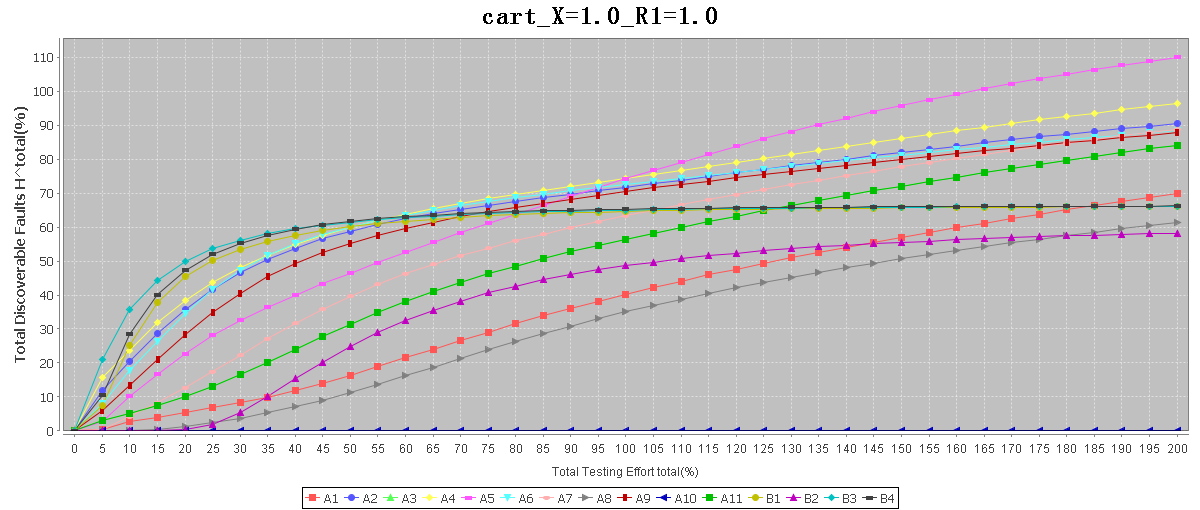 cart_X=1.0_R1=1.0
Total Discoverable Faults H^total(%)
110
100
90
80
70
60
50
40
30
20
10
0
0 5 10 15 20 25 30 35 40 45 50 55 60 65 70 75 80 85 90 95 100 105 110 115 120 125 130 135 140 145 150 155 160 165 170 175 180 185 190 195 200
Total Testing Effort total(%)
A1 A2 A3 A4 A5 A6 A7 A8 A9 A10 A11 B1 B2 B3 B4